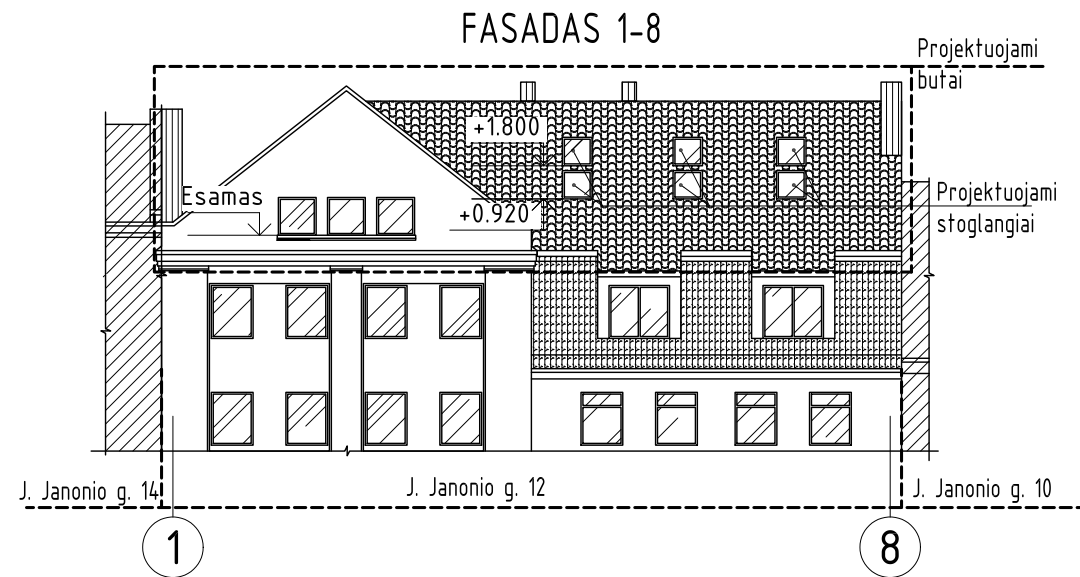 FASADAS 1-8
Projektuojami
butai
+1.800
Esamas
+0.920
Projektuojami
stoglangiai
J. Janonio g. 14
J. Janonio g. 12
J. Janonio g. 10
1
8